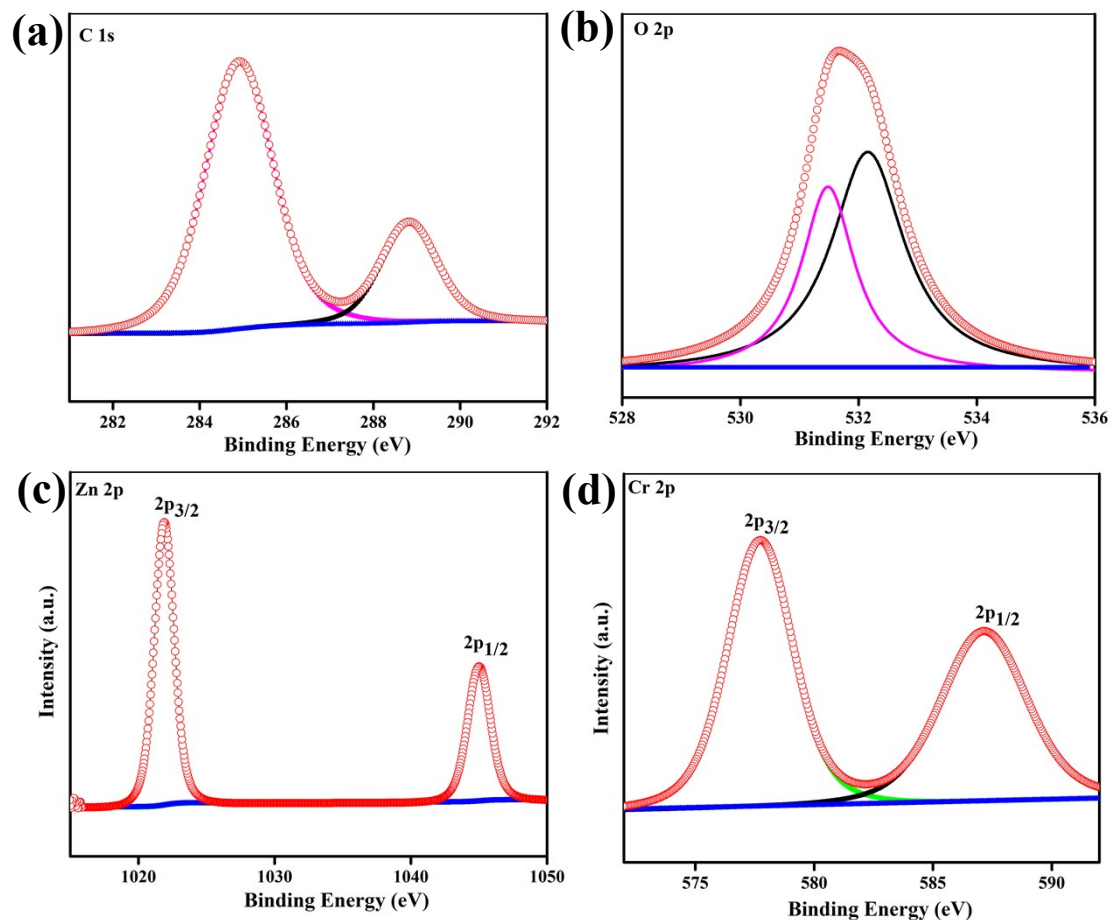 (a)
C 1s
282 284 286 288 290 292
Binding Energy (eV)
(b)
O 2p
528 530 532 534 536
Binding Energy (eV)
(c)
Zn 2p
2p3/2
2p1/2
Intensity (a.u.)
1020 1030 1040 1050
Binding Energy (eV)
(d)
Cr 2p
2p3/2
2p1/2
Intensity (a.u.)
575 580 585 590
Binding Energy (eV)